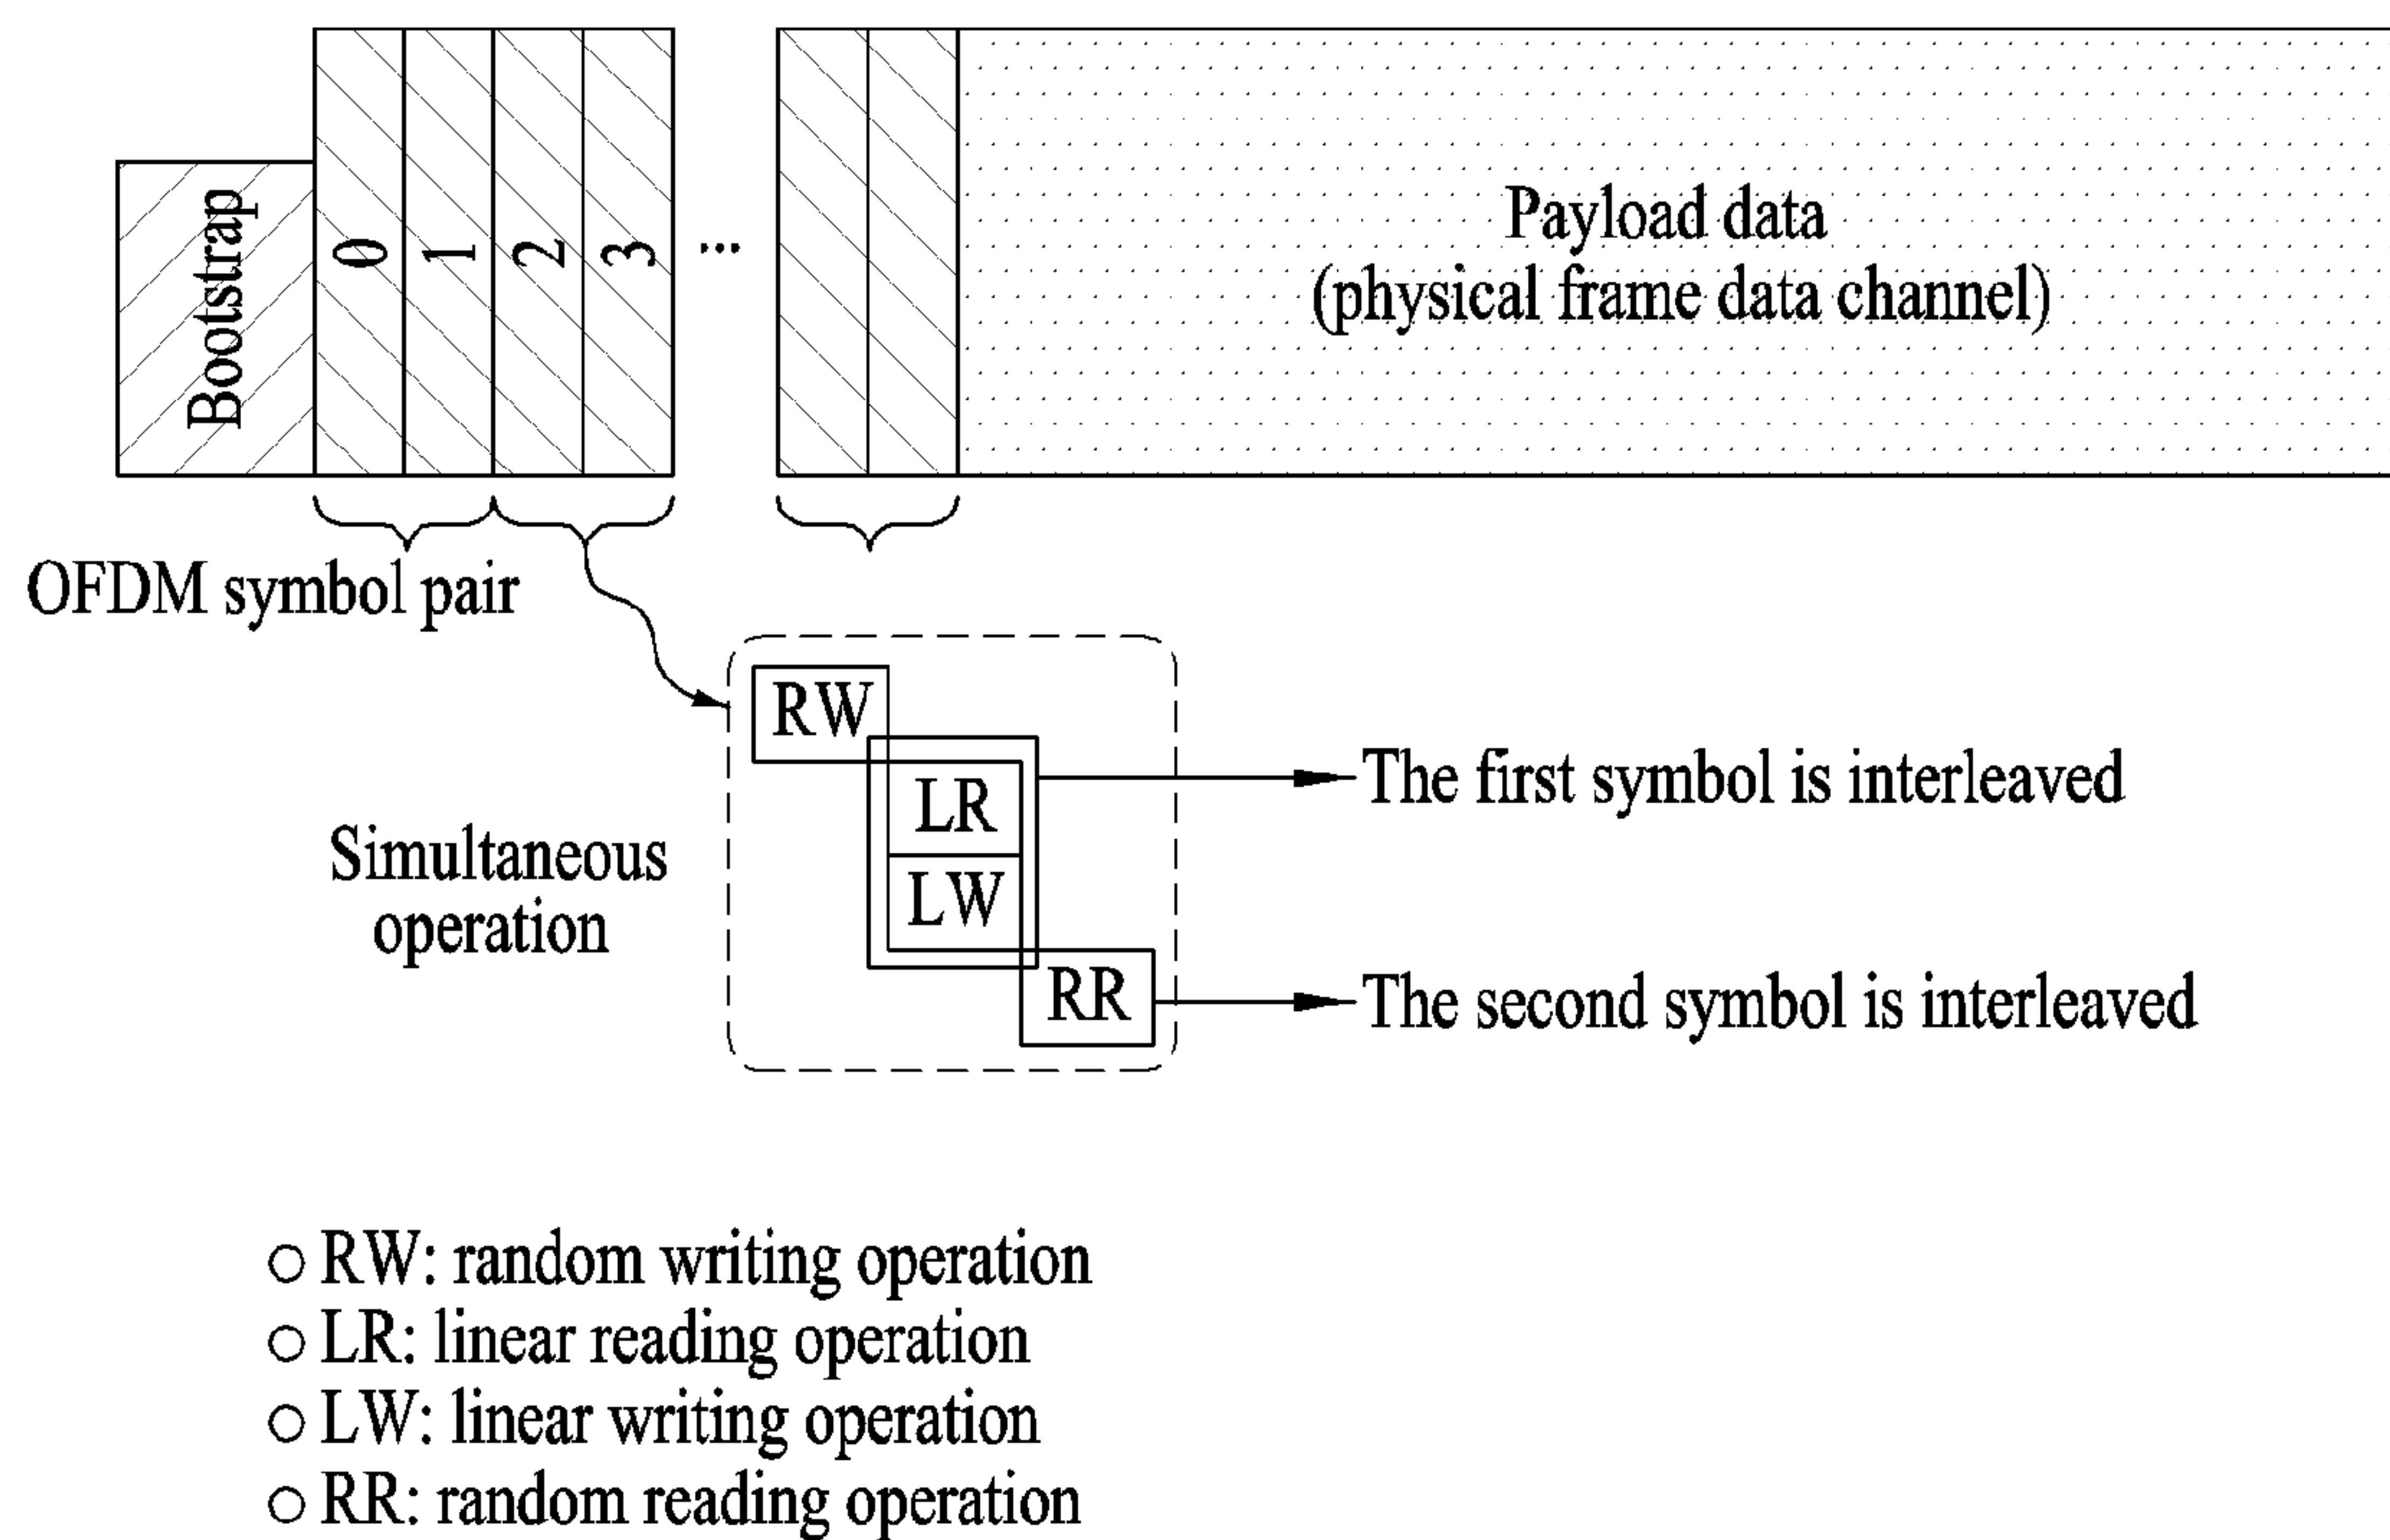 Bootstrap
0
1
2
3
...
Payload data
(physical frame data channel)
OFDM symbol pair
RW
LR
LW
RR
The first symbol is interleaved
Simultaneous
operation
The second symbol is interleaved
RW: random writing operation
LR: linear reading operation
LW: linear writing operation
RR: random reading operation